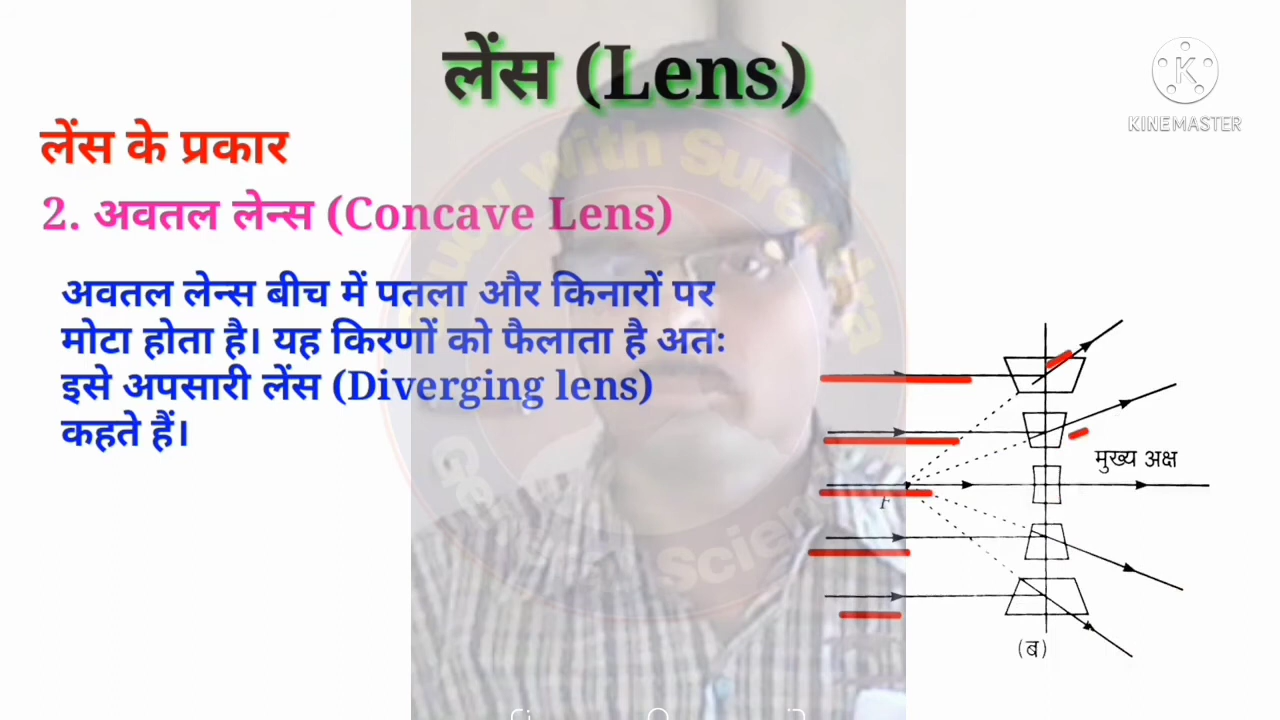 लेंस (Lens)
KINEMASTER
लेंस के प्रकार
2. अवतल लेन्स (Concave Lens)
अवतल लेन्स बीच में पतला और किनारों पर
मोटा होता है। यह किरणों को फैलाता है अतः
इसे अपसारी लेंस (Diverging lens)
कहते हैं।
मुख्य अक्ष
F
(ब)